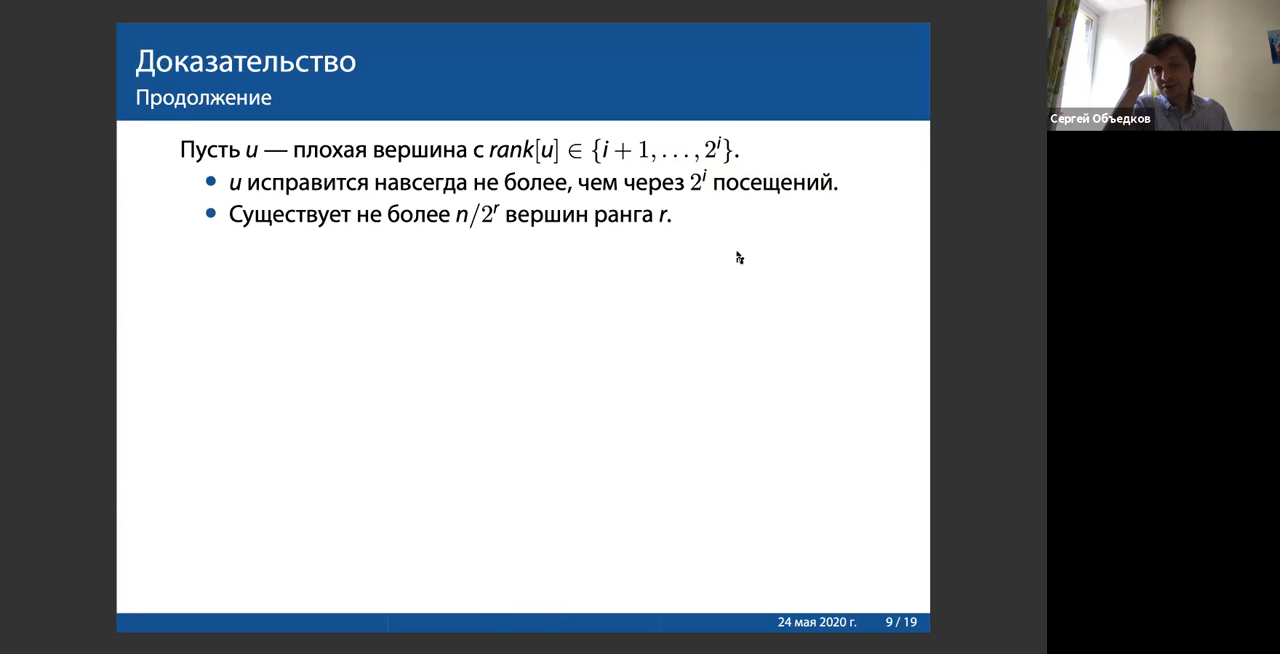 Доказательство
Продолжение
Пусть u — плохая вершина с rank[u] ∈ {i + 1, . . . , 2^i}.
• u исправится навсегда не более, чем через 2^i посещений.
• Существует не более n/2^r вершин ранга r.
24 мая 2020 г. 9 / 19
Сергей Объедков